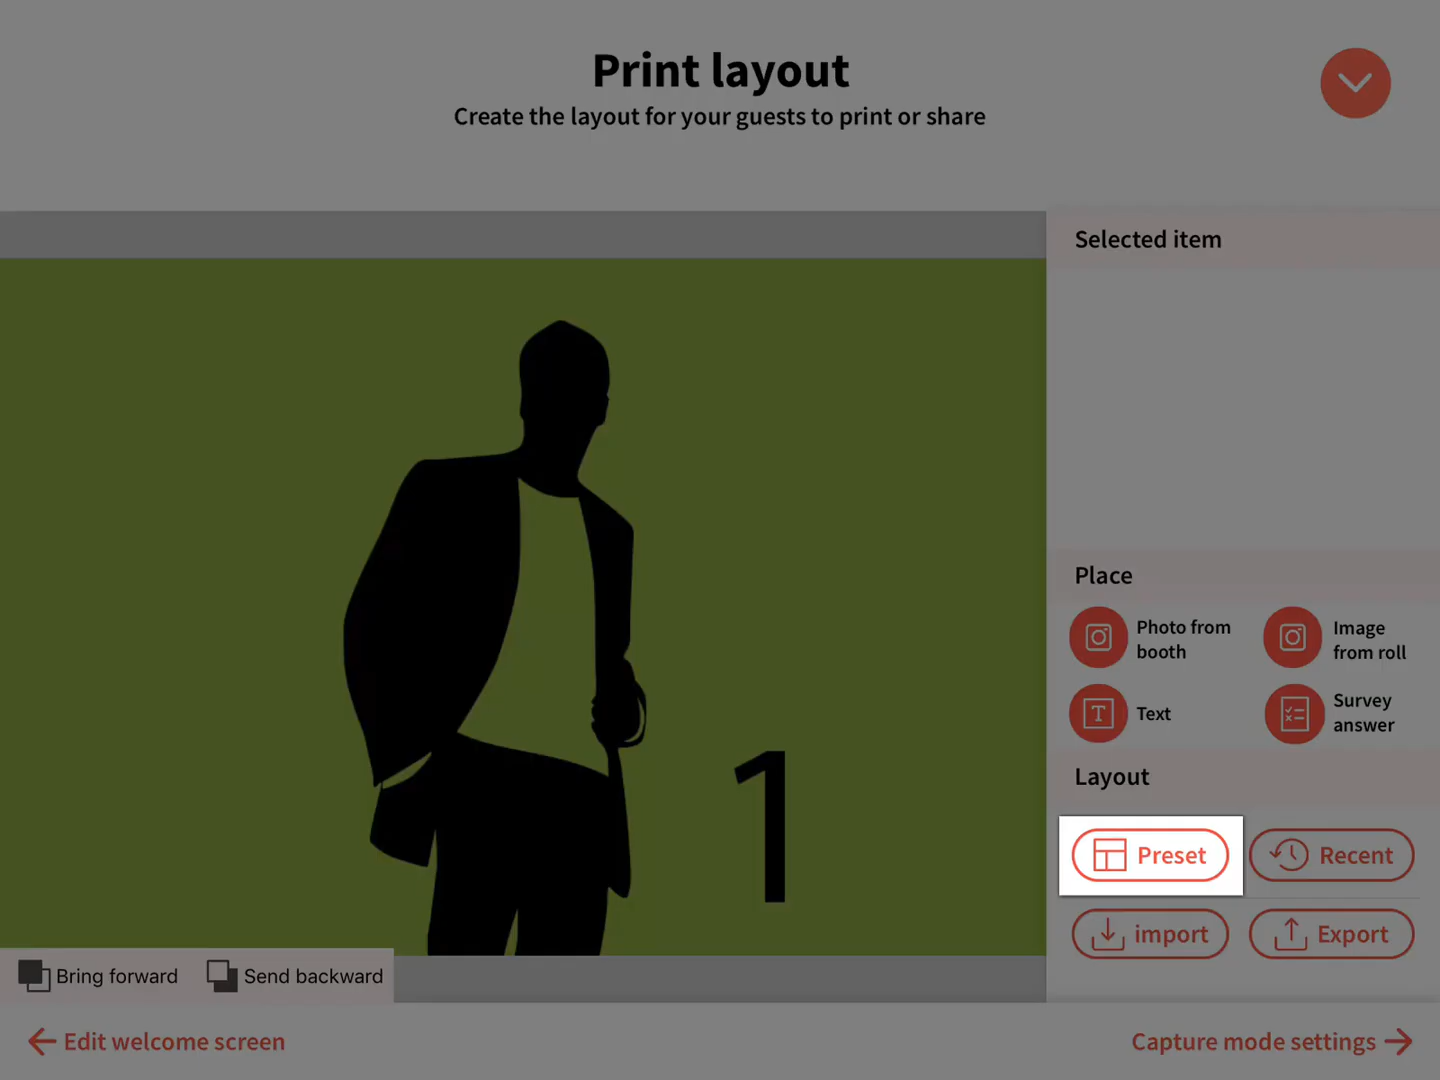 Print layout
Create the layout for your guests to print or share
Selected item
Place
Photo from
booth
Image
from roll
Text
Survey
answer
1
Layout
Preset
Recent
import
Export
Bring forward
Send backward
Edit welcome screen
Capture mode settings